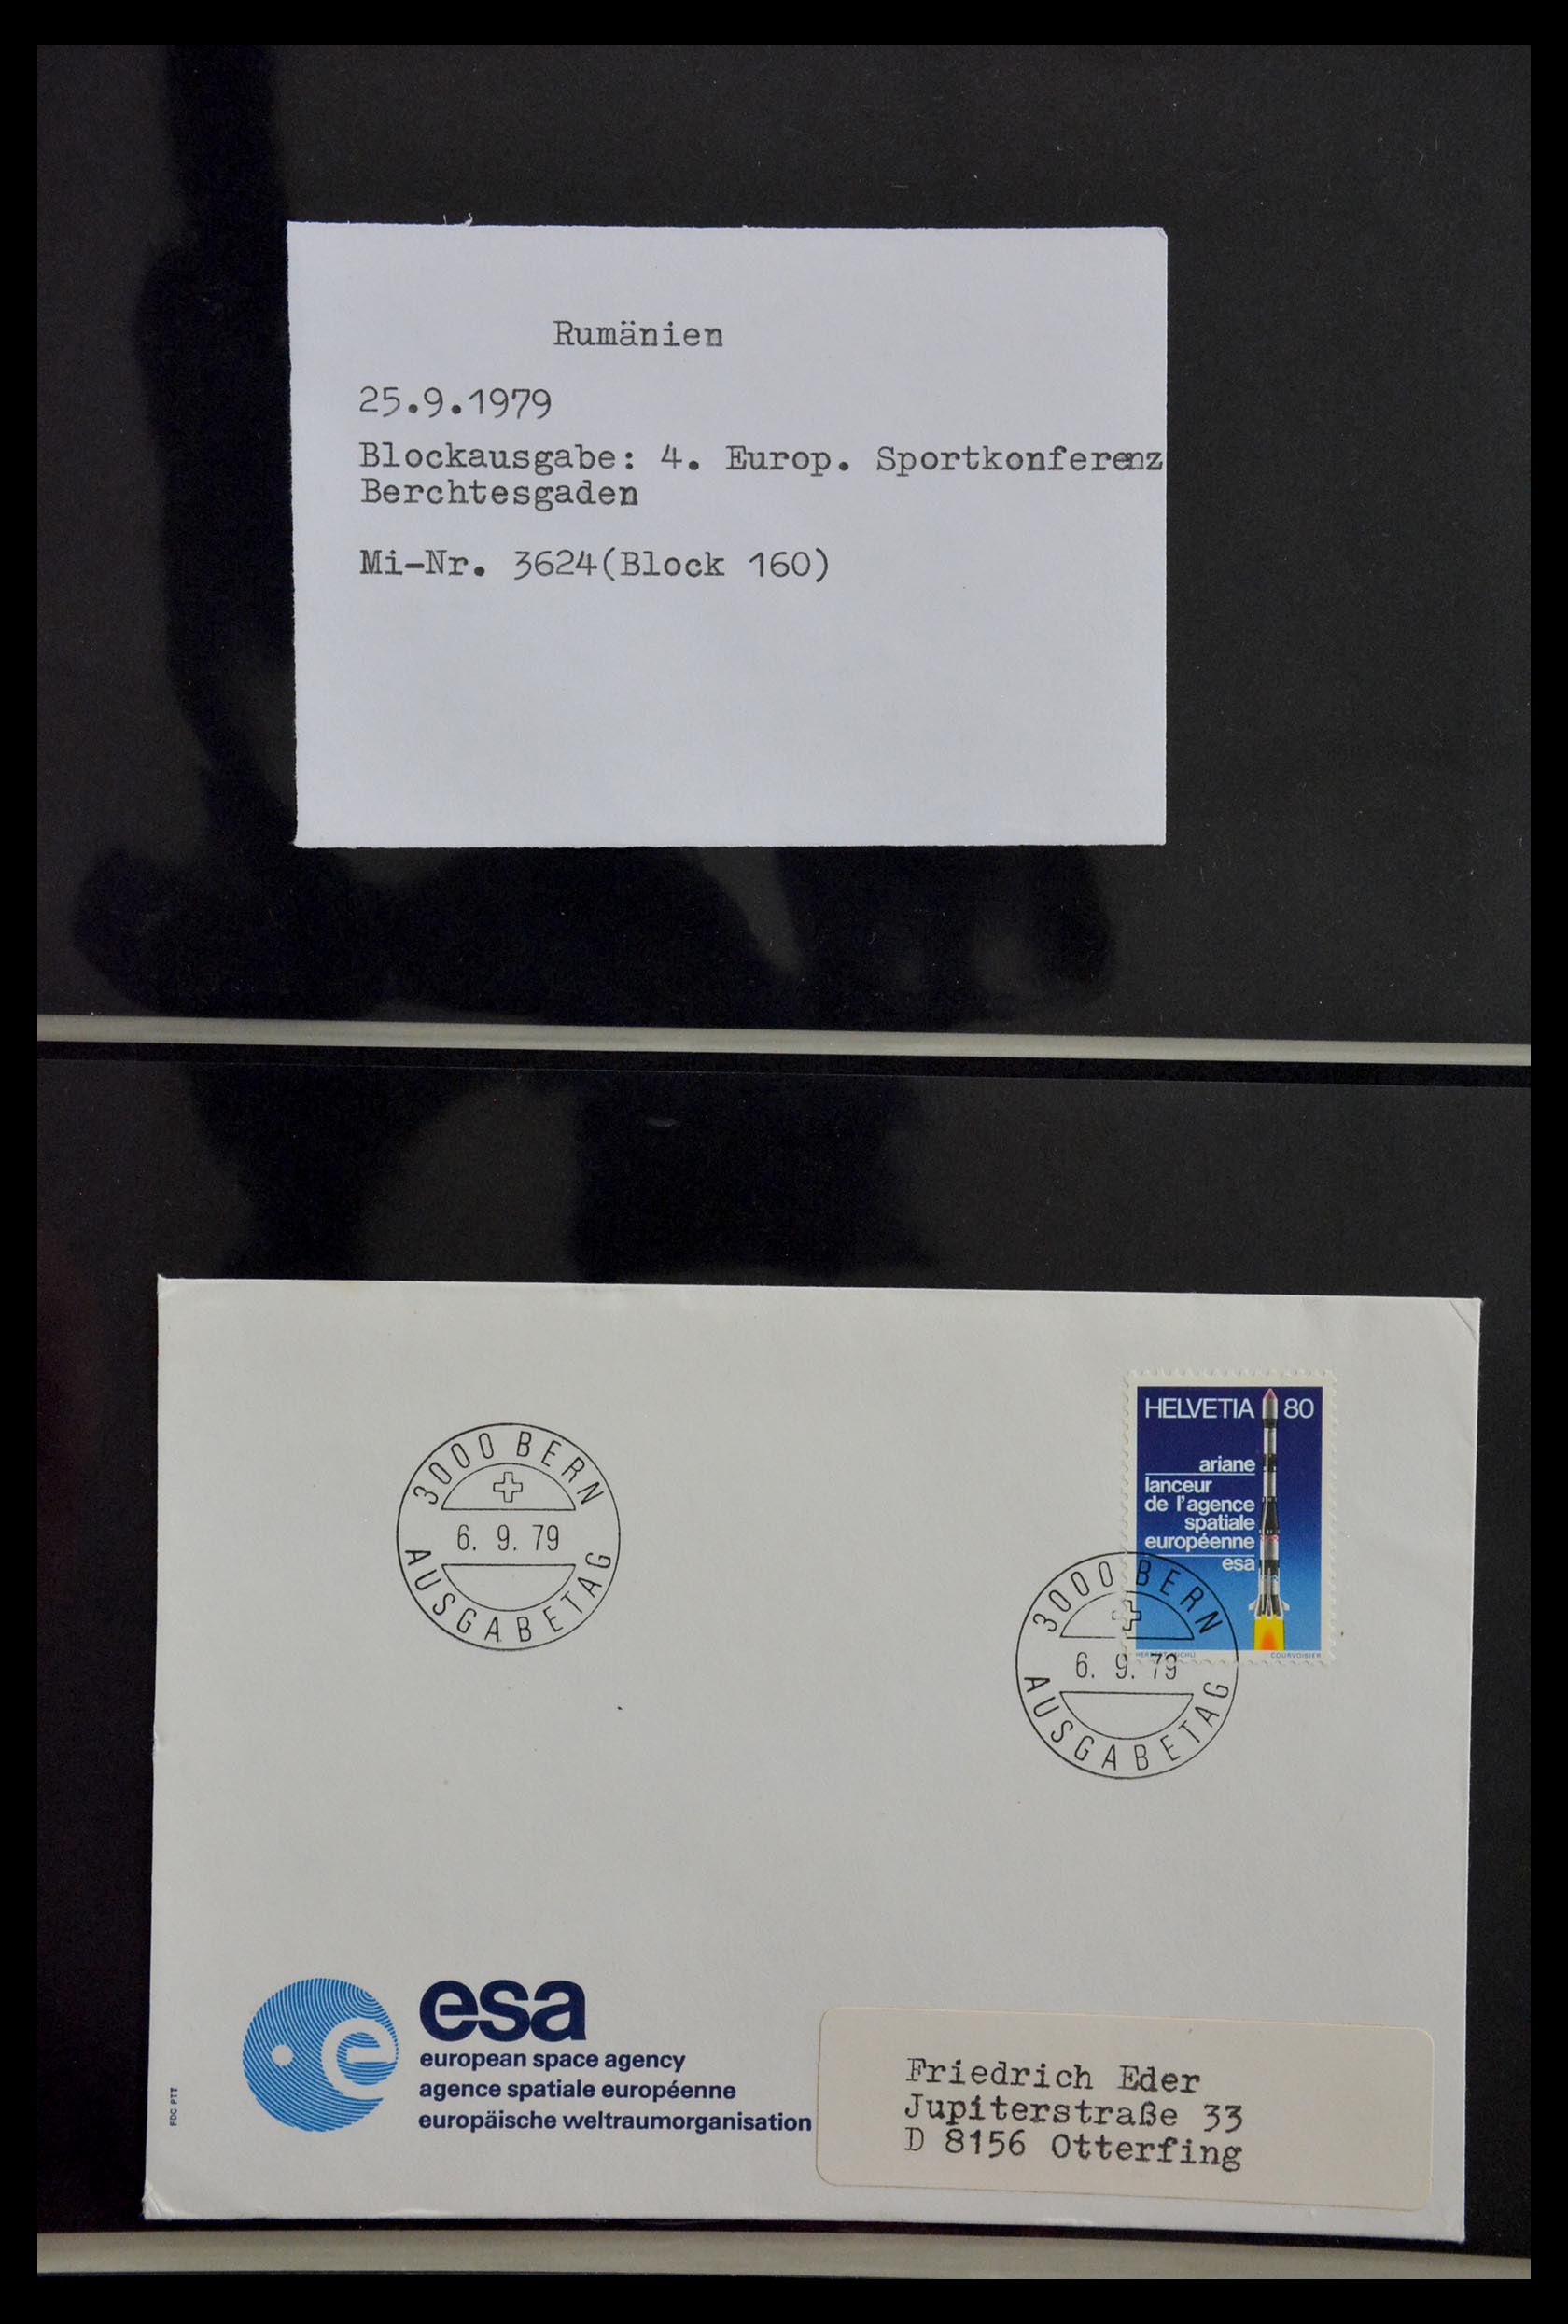 Rumänien
25.9.1979
Blockausgabe: 4. Europ. Sportkonferenz
Berchtesgaden
Mi-Nr. 3624(Block 160)
3000 BERN
6. 9. 79
AUSGABETAG
HELVETIA 80
ariane
lanceur
de l'agence
spatiale
européenne
esa
COURVOISIER
3000 BERN
6. 9. 79
AUSGABETAG
e
esa
european space agency
agence spatiale européenne
europäische weltraumorganisation
FDC PTT
Friedrich Eder
Jupiterstraße 33
D 8156 Otterfing